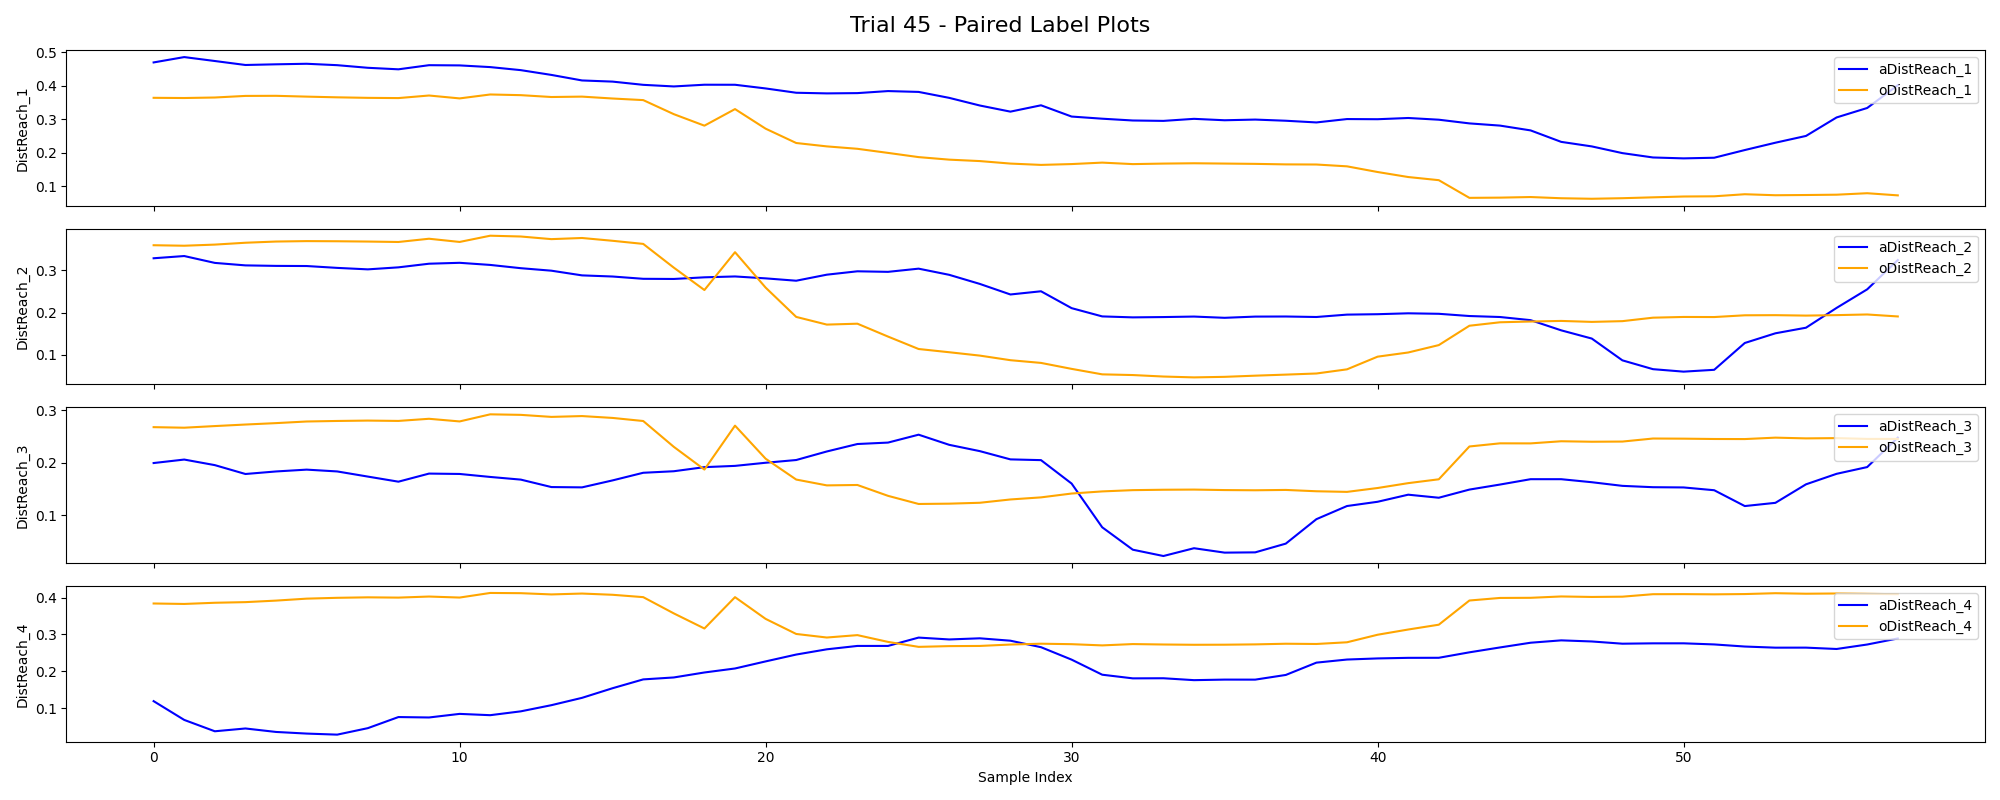 Trial 45 - Paired Label Plots
0.5
0.4
0.3
0.2
0.1
DistReach_1
aDistReach_1
oDistReach_1
0.3
0.2
0.1
DistReach_2
aDistReach_2
oDistReach_2
0.3
0.2
0.1
DistReach_3
aDistReach_3
oDistReach_3
0.4
0.3
0.2
0.1
DistReach_4
aDistReach_4
oDistReach_4
0 10 20 30 40 50
Sample Index